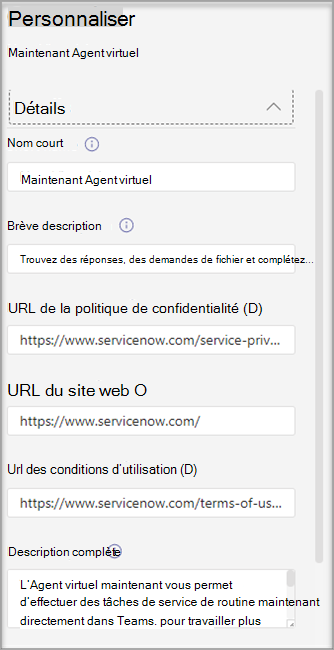 Personnaliser
Maintenant Agent virtuel
Détails
Nom court
Maintenant Agent virtuel
Brève description
Trouvez des réponses, des demandes de fichier et complétez...
URL de la politique de confidentialité (D)
https://www.servicenow.com/service-priv...
URL du site web O
https://www.servicenow.com/
Url des conditions d'utilisation (D)
https://www.servicenow.com/terms-of-us...
Description complète
L'Agent virtuel maintenant vous permet
d'effectuer des tâches de service de routine maintenant
directement dans Teams. pour travailler plus